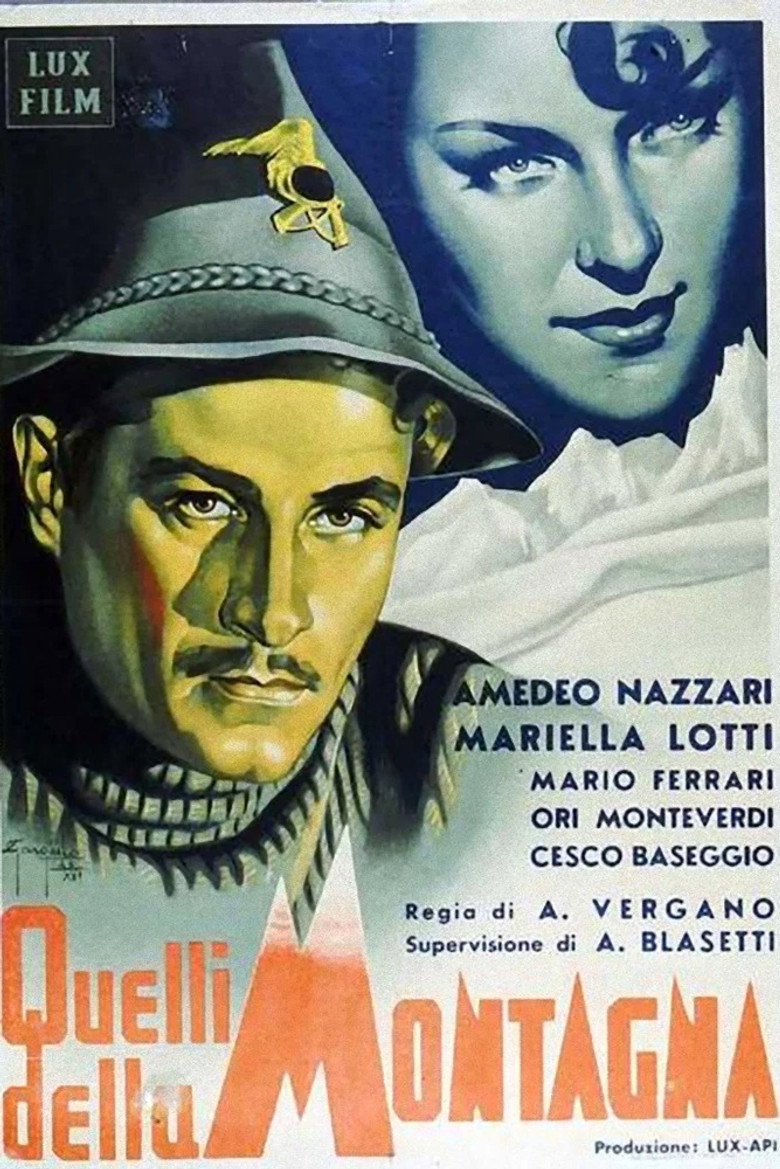 LUX
FILM
AMEDEO NAZZARI
MARIELLA LOTTI
MARIO FERRARI
ORI MONTEVERDI
CESCO BASEGGIO
Regia di A. VERGANO
Supervisione di A. BLASETTI
Quelli
della MONTAGNA
Produzione: LUX-API